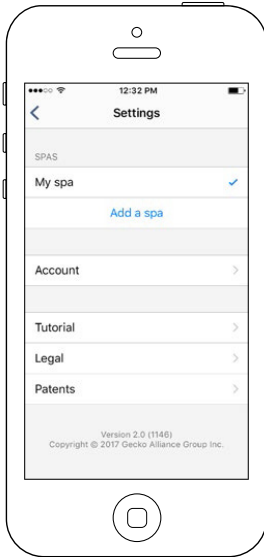 12:32 PM
Settings
SPAS
My spa
Add a spa
Account
Tutorial
Legal
Patents
Version 2.0 (1146)
Copyright © 2017 Gecko Alliance Group Inc.